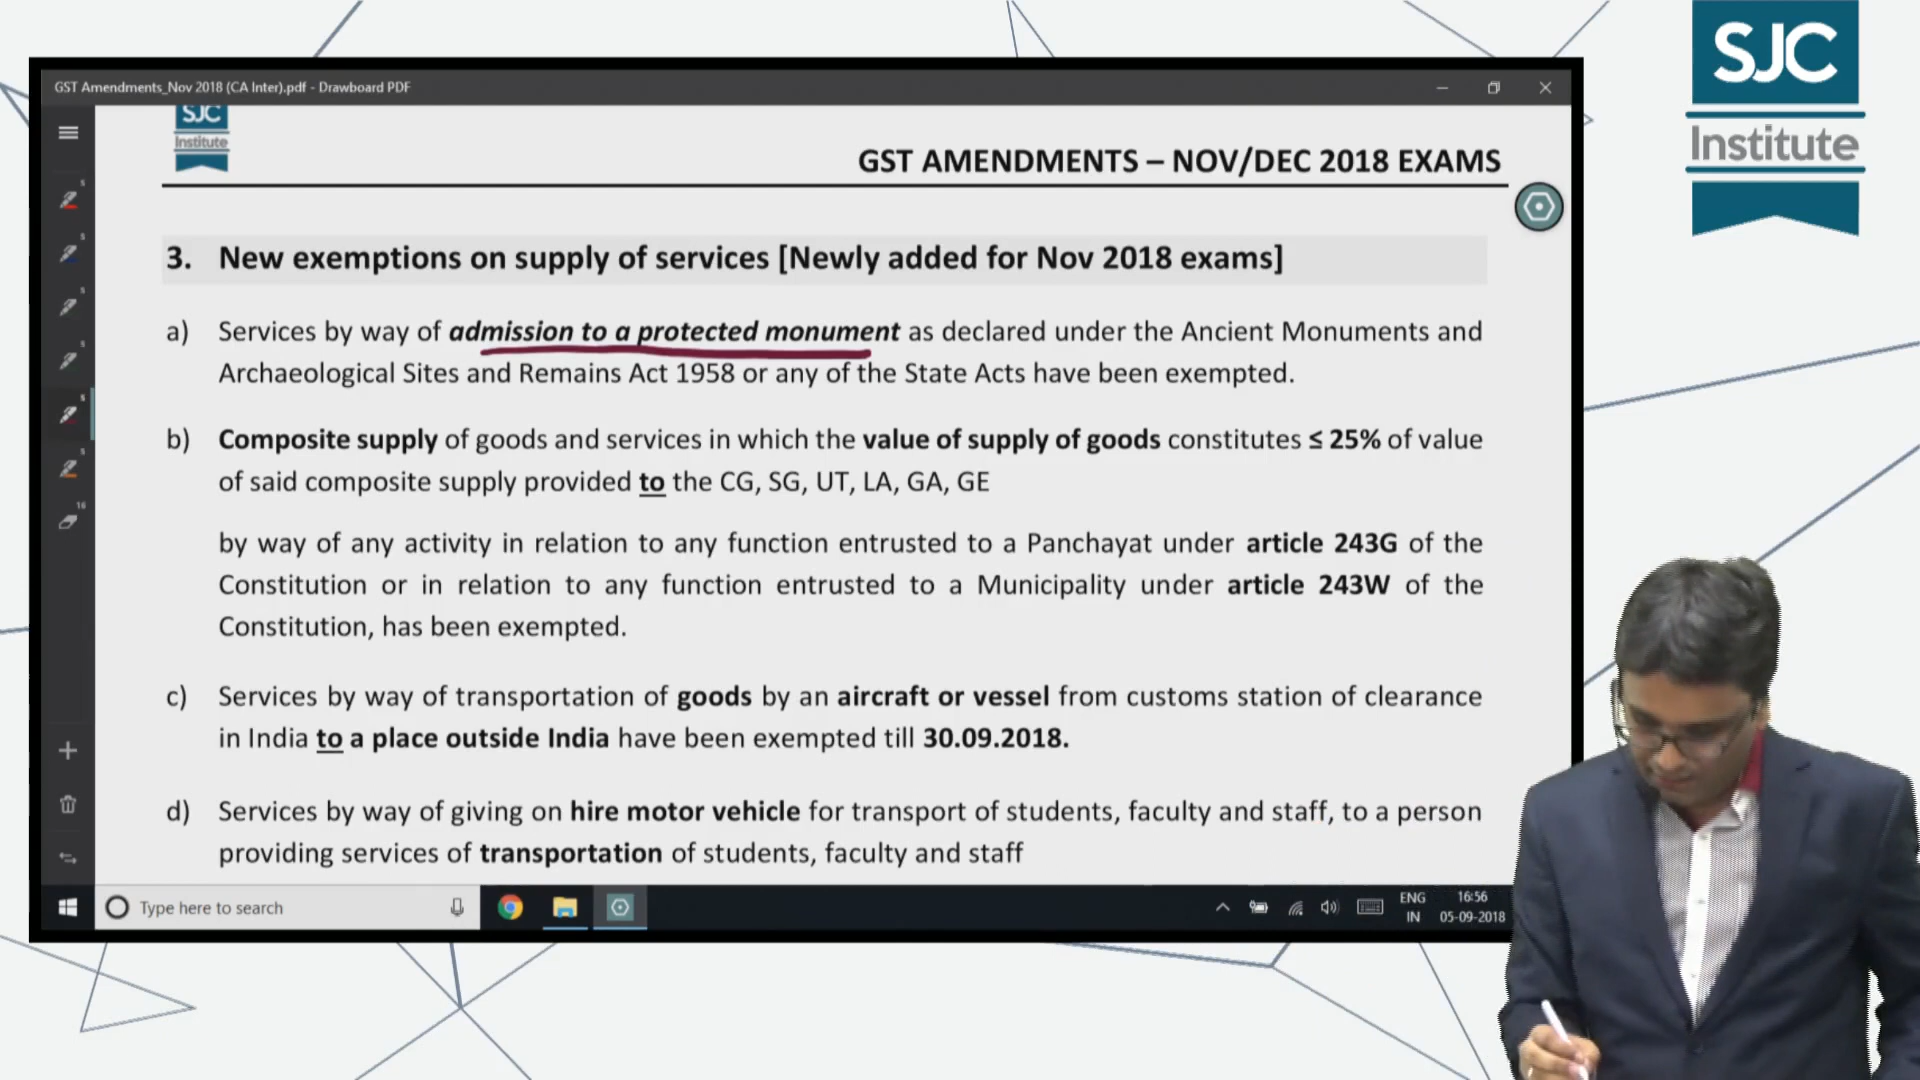 GST Amendments_Nov 2018 (CA Inter).pdf - Drawboard PDF
SJC
Institute
SJC
Institute
GST AMENDMENTS – NOV/DEC 2018 EXAMS
3. New exemptions on supply of services [Newly added for Nov 2018 exams]
a) Services by way of admission to a protected monument as declared under the Ancient Monuments and
Archaeological Sites and Remains Act 1958 or any of the State Acts have been exempted.
b) Composite supply of goods and services in which the value of supply of goods constitutes ≤ 25% of value
of said composite supply provided to the CG, SG, UT, LA, GA, GE
by way of any activity in relation to any function entrusted to a Panchayat under article 243G of the
Constitution or in relation to any function entrusted to a Municipality under article 243W of the
Constitution, has been exempted.
c) Services by way of transportation of goods by an aircraft or vessel from customs station of clearance
in India to a place outside India have been exempted till 30.09.2018.
d) Services by way of giving on hire motor vehicle for transport of students, faculty and staff, to a person
providing services of transportation of students, faculty and staff
5
5
5
5
5
5
16
Type here to search
ENG
IN
16:56
05-09-2018